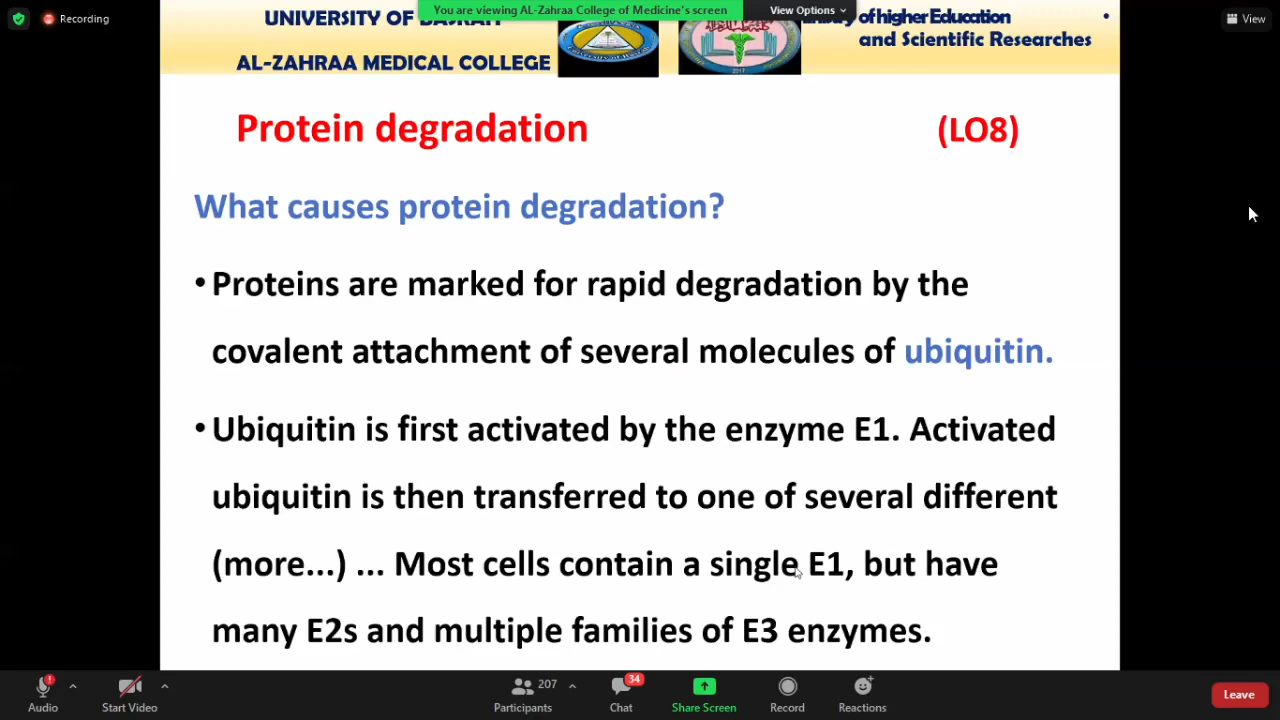 Recording
You are viewing AL-Zahraa College of Medicine's screen
View Options
View
UNIVERSITY OF BASRAH
AL-ZAHRAA MEDICAL COLLEGE
2017
of higher Education
and Scientific Researches
Protein degradation
(LO8)
What causes protein degradation?
• Proteins are marked for rapid degradation by the
covalent attachment of several molecules of ubiquitin.
• Ubiquitin is first activated by the enzyme E1. Activated
ubiquitin is then transferred to one of several different
(more...) ... Most cells contain a single E1, but have
many E2s and multiple families of E3 enzymes.
Audio
Start Video
207
Participants
34
Chat
Share Screen
Record
Reactions
Leave